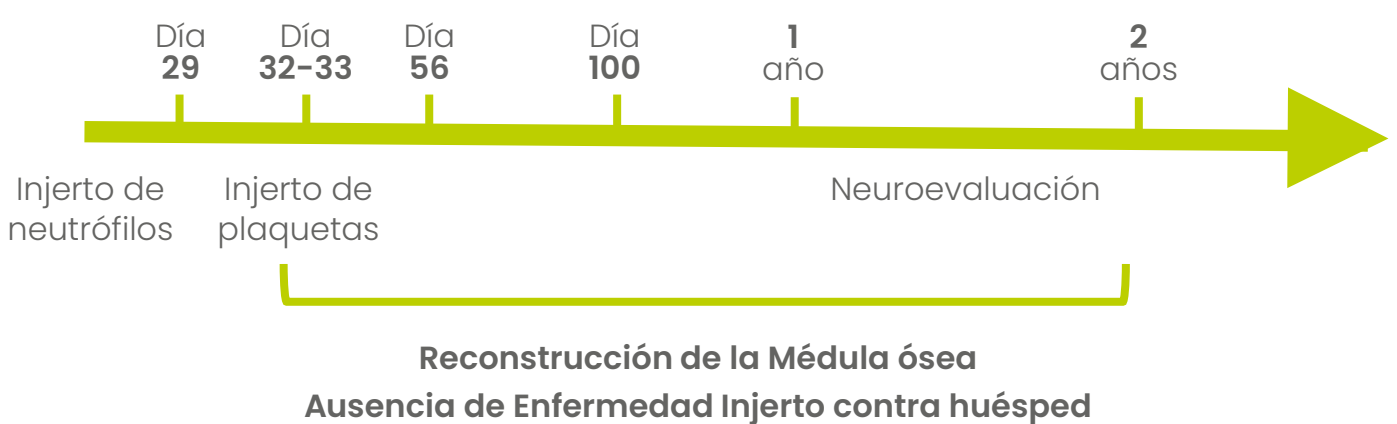 Día
29
Día
32-33
Día
56
Día
100
1
año
2
años
Injerto de
neutrófilos
Injerto de
plaquetas
Neuroevaluación
Reconstrucción de la Médula ósea
Ausencia de Enfermedad Injerto contra huésped